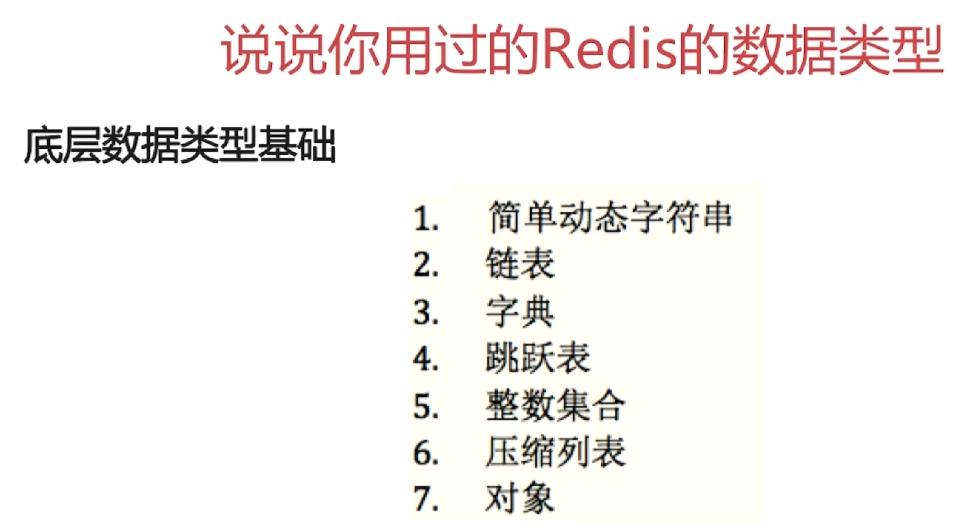 说说你用过的Redis的数据类型
底层数据类型基础
1. 简单动态字符串
2. 链表
3. 字典
4. 跳跃表
5. 整数集合
6. 压缩列表
7. 对象